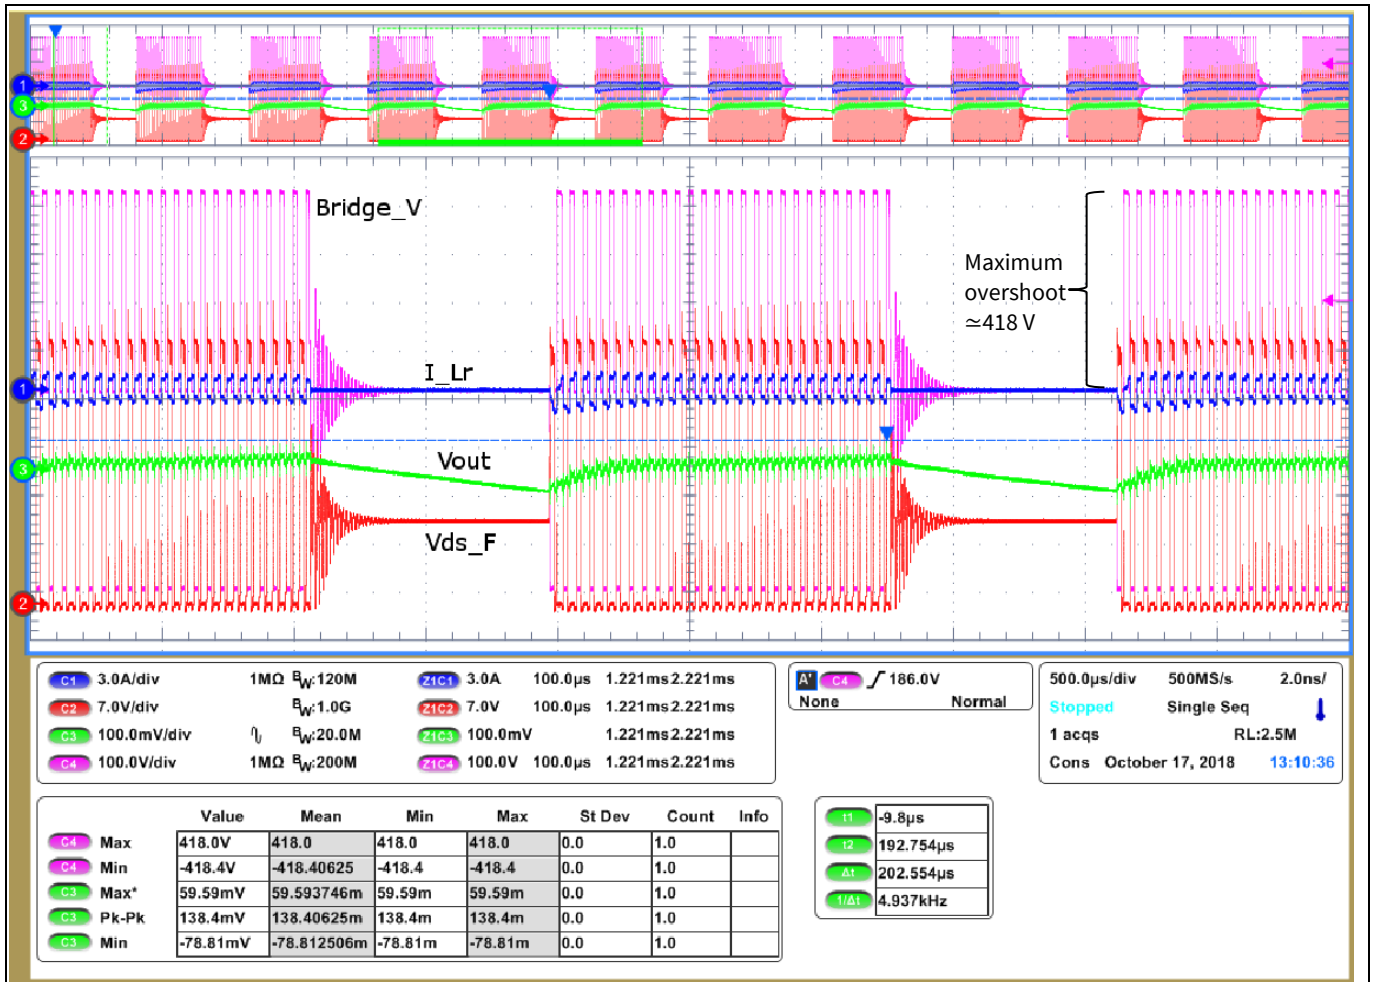 1
3
2
Bridge_V
Maximum
overshoot
≃418 V
I_Lr
1
Vout
3
Vds_F
2
C1 3.0A/div 1MΩ BW:120M Z1C1 3.0A 100.0µs 1.221ms 2.221ms
C2 7.0V/div BW:1.0G Z1C2 7.0V 100.0µs 1.221ms 2.221ms
C3 100.0mV/div BW:20.0M Z1C3 100.0mV 1.221ms 2.221ms
C4 100.0V/div 1MΩ BW:200M Z1C4 100.0V 100.0µs 1.221ms 2.221ms
A' C4 186.0V
None Normal
500.0µs/div 500MS/s 2.0ns/
Stopped Single Seq
1 acqs RL:2.5M
Cons October 17, 2018 13:10:36
Value Mean Min Max St Dev Count Info
C4 Max 418.0V 418.0 418.0 418.0 0.0 1.0
C4 Min -418.4V -418.40625 -418.4 -418.4 0.0 1.0
C3 Max* 59.59mV 59.593746m 59.59m 59.59m 0.0 1.0
C3 Pk-Pk 138.4mV 138.40625m 138.4m 138.4m 0.0 1.0
C3 Min -78.81mV -78.812506m -78.81m -78.81m 0.0 1.0
t1 -9.8µs
t2 192.754µs
Δt 202.554µs
1/Δt 4.937kHz